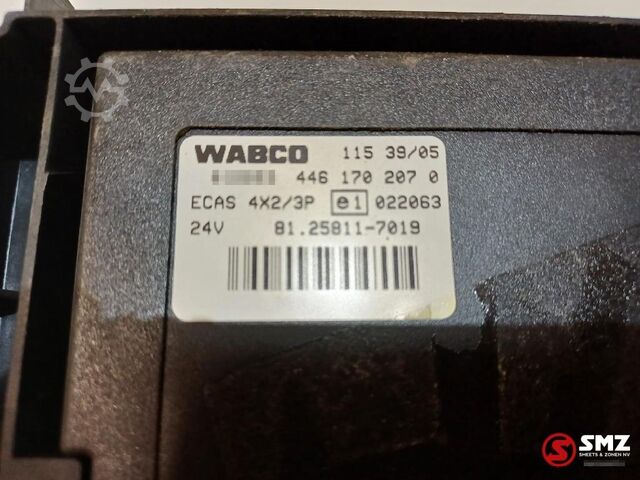 WABCO 115 39/05
446 170 207 0
ECAS 4X2/3P e1 022063
24V 81.25811-7019
SMZ
SMEETS & ZONEN NV